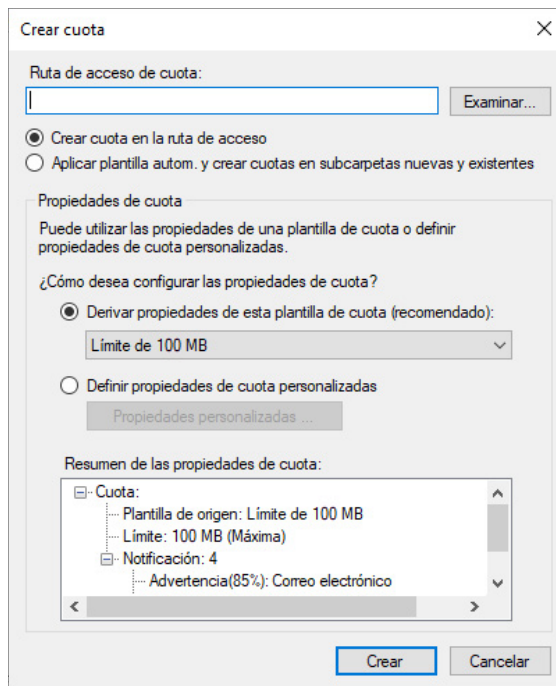 Crear cuota
Ruta de acceso de cuota:
Examinar...
Crear cuota en la ruta de acceso
Aplicar plantilla autom. y crear cuotas en subcarpetas nuevas y existentes
Propiedades de cuota
Puede utilizar las propiedades de una plantilla de cuota o definir
propiedades de cuota personalizadas.
¿Cómo desea configurar las propiedades de cuota?
Derivar propiedades de esta plantilla de cuota (recomendado):
Límite de 100 MB
Definir propiedades de cuota personalizadas
Propiedades personalizadas ...
Resumen de las propiedades de cuota:
Cuota:
Plantilla de origen: Límite de 100 MB
Límite: 100 MB (Máxima)
Notificación: 4
Advertencia(85%): Correo electrónico
Crear
Cancelar